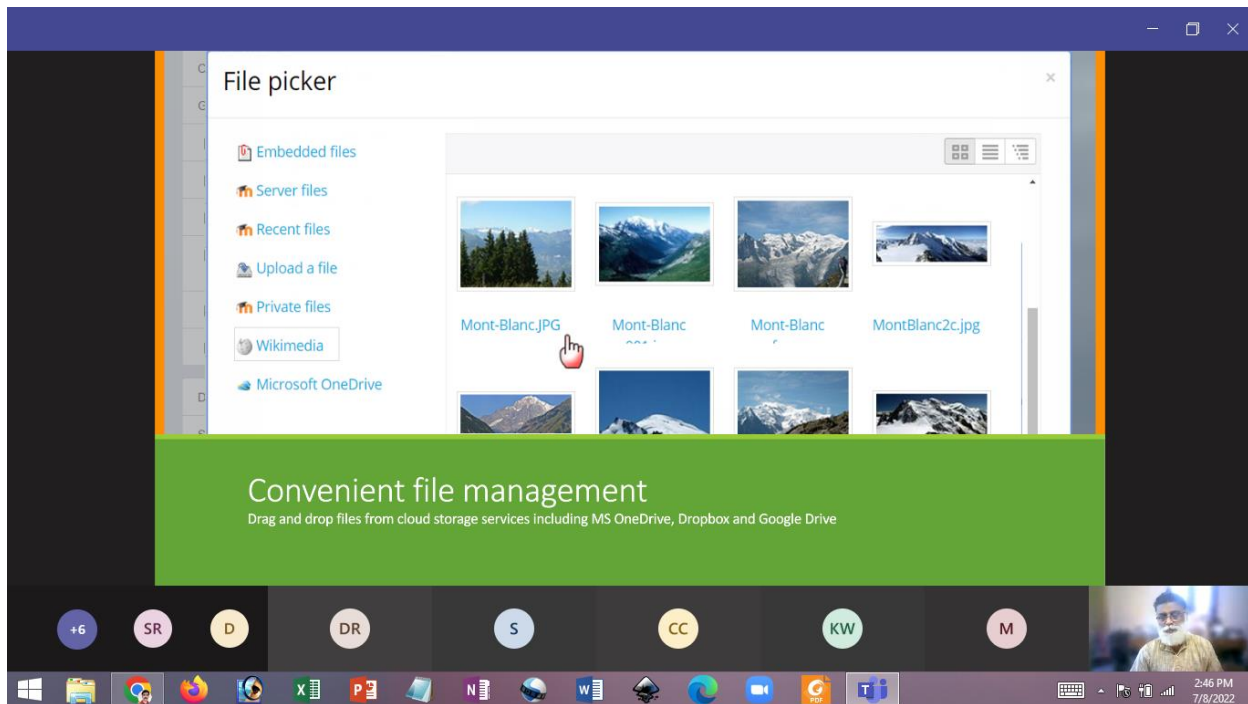 File picker
Embedded files
Server files
Recent files
Upload a file
Private files
Wikimedia
Microsoft OneDrive
Mont-Blanc.JPG
Mont-Blanc
Mont-Blanc
MontBlanc2c.jpg
Convenient file management
Drag and drop files from cloud storage services including MS OneDrive, Dropbox and Google Drive
+6
SR
D
DR
S
CC
KW
M
2:46 PM
7/8/2022